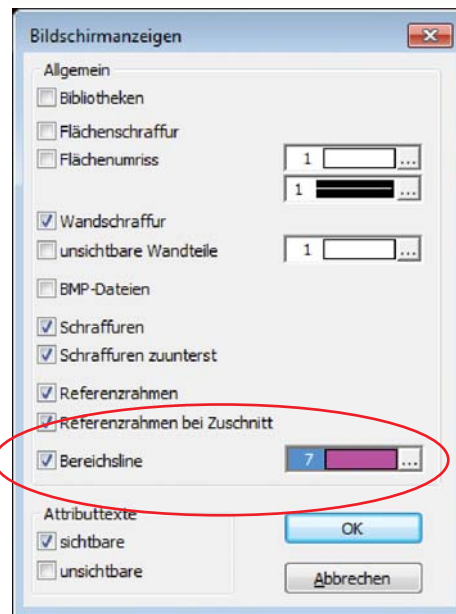 Bildschirmanzeigen
Allgemein
Bibliotheken
Flächenschraffur
Flächenumriss 1 ...
1 ...
Wandschraffur
unsichtbare Wandteile 1 ...
BMP-Dateien
Schraffuren
Schraffuren zuunterst
Referenzrahmen
Referenzrahmen bei Zuschnitt
Bereichsline 7 ...
Attributtexte
sichtbare
OK
unsichtbare
Abbrechen